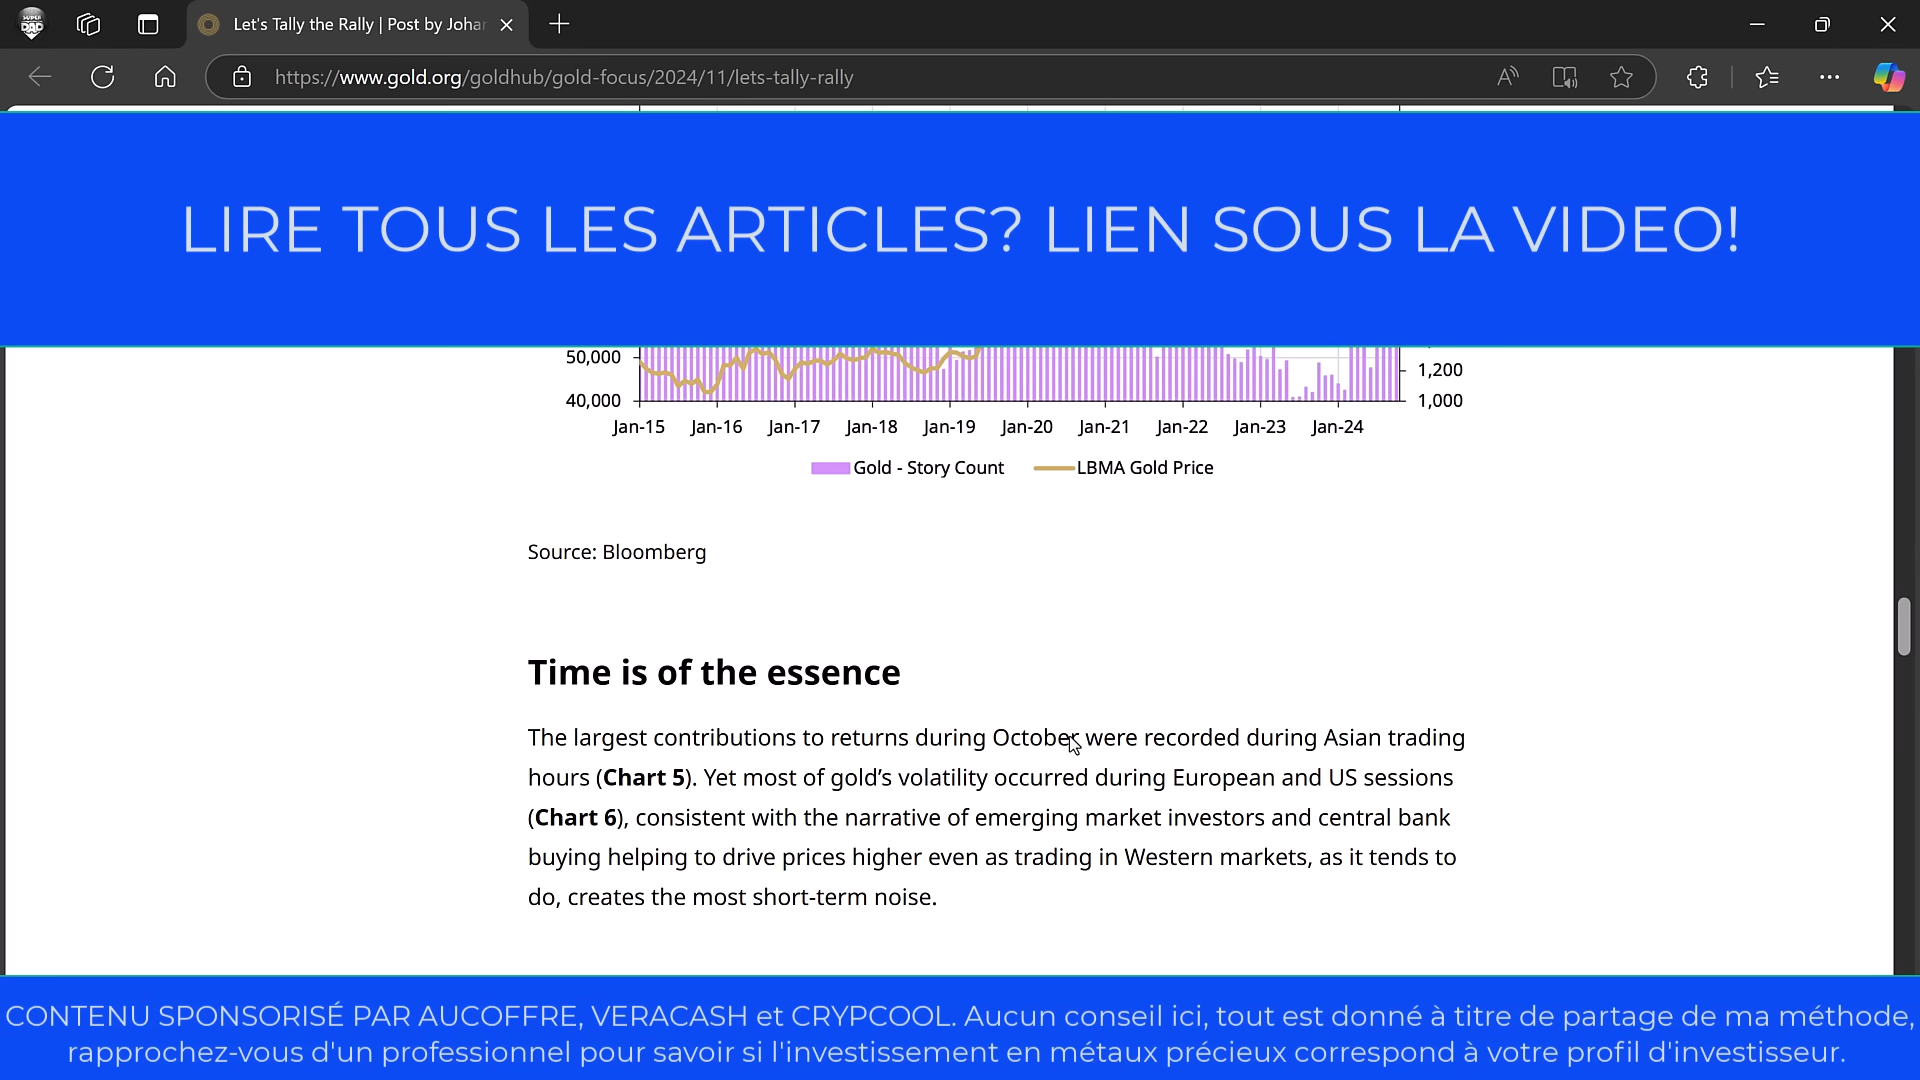 SUPER
DAD
Let's Tally the Rally | Post by Joha
https://www.gold.org/goldhub/gold-focus/2024/11/lets-tally-rally
LIRE TOUS LES ARTICLES? LIEN SOUS LA VIDEO!
50,000
1,200
40,000
1,000
Jan-15 Jan-16 Jan-17 Jan-18 Jan-19 Jan-20 Jan-21 Jan-22 Jan-23 Jan-24
Gold - Story Count LBMA Gold Price
Source: Bloomberg
Time is of the essence
The largest contributions to returns during October were recorded during Asian trading
hours (Chart 5). Yet most of gold’s volatility occurred during European and US sessions
(Chart 6), consistent with the narrative of emerging market investors and central bank
buying helping to drive prices higher even as trading in Western markets, as it tends to
do, creates the most short-term noise.
CONTENU SPONSORISÉ PAR AUCOFFRE, VERACASH et CRYPCOOL. Aucun conseil ici, tout est donné à titre de partage de ma méthode,
rapprochez-vous d'un professionnel pour savoir si l'investissement en métaux précieux correspond à votre profil d'investisseur.